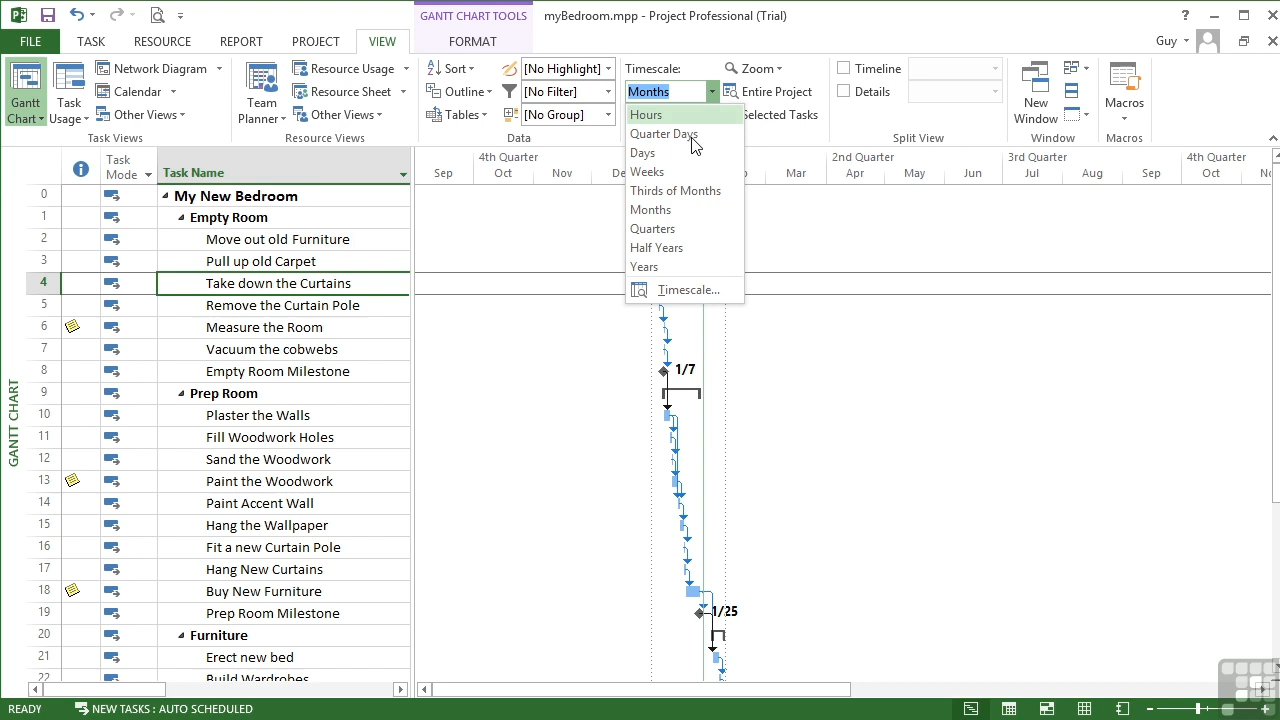 GANTT CHART TOOLS
myBedroom.mpp - Project Professional (Trial)
FILE
TASK
RESOURCE
REPORT
PROJECT
VIEW
FORMAT
Guy
Gantt Chart
Task Usage
Network Diagram
Calendar
Other Views
Task Views
Team Planner
Resource Usage
Resource Sheet
Other Views
Resource Views
Sort
Outline
Tables
[No Highlight]
[No Filter]
[No Group]
Data
Timescale:
Months
Zoom
Entire Project
Selected Tasks
Timeline
Details
Split View
New Window
Window
Macros
Macros
Hours
Quarter Days
Days
Weeks
Thirds of Months
Months
Quarters
Half Years
Years
Timescale...
Task Mode
Task Name
4th Quarter
2nd Quarter
3rd Quarter
4th Quarter
Sep
Oct
Nov
De
Mar
Apr
May
Jun
Jul
Aug
Sep
Oct
GANTT CHART
0 My New Bedroom
1 Empty Room
2 Move out old Furniture
3 Pull up old Carpet
4 Take down the Curtains
5 Remove the Curtain Pole
6 Measure the Room
7 Vacuum the cobwebs
8 Empty Room Milestone
1/7
9 Prep Room
10 Plaster the Walls
11 Fill Woodwork Holes
12 Sand the Woodwork
13 Paint the Woodwork
14 Paint Accent Wall
15 Hang the Wallpaper
16 Fit a new Curtain Pole
17 Hang New Curtains
18 Buy New Furniture
19 Prep Room Milestone
1/25
20 Furniture
21 Erect new bed
22 Build Wardrobes
READY
NEW TASKS : AUTO SCHEDULED